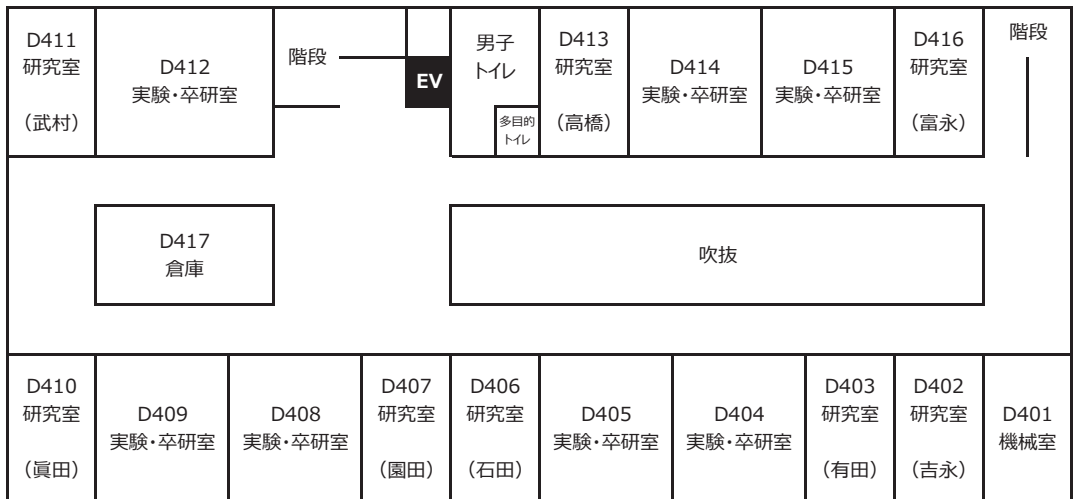 D411
研究室
(武村)
D412
実験・卒研室
階段
EV
男子
トイレ
多目的
トイレ
D413
研究室
(高橋)
D414
実験・卒研室
D415
実験・卒研室
D416
研究室
(富永)
階段
D417
倉庫
吹抜
D410
研究室
(眞田)
D409
実験・卒研室
D408
実験・卒研室
D407
研究室
(園田)
D406
研究室
(石田)
D405
実験・卒研室
D404
実験・卒研室
D403
研究室
(有田)
D402
研究室
(吉永)
D401
機械室